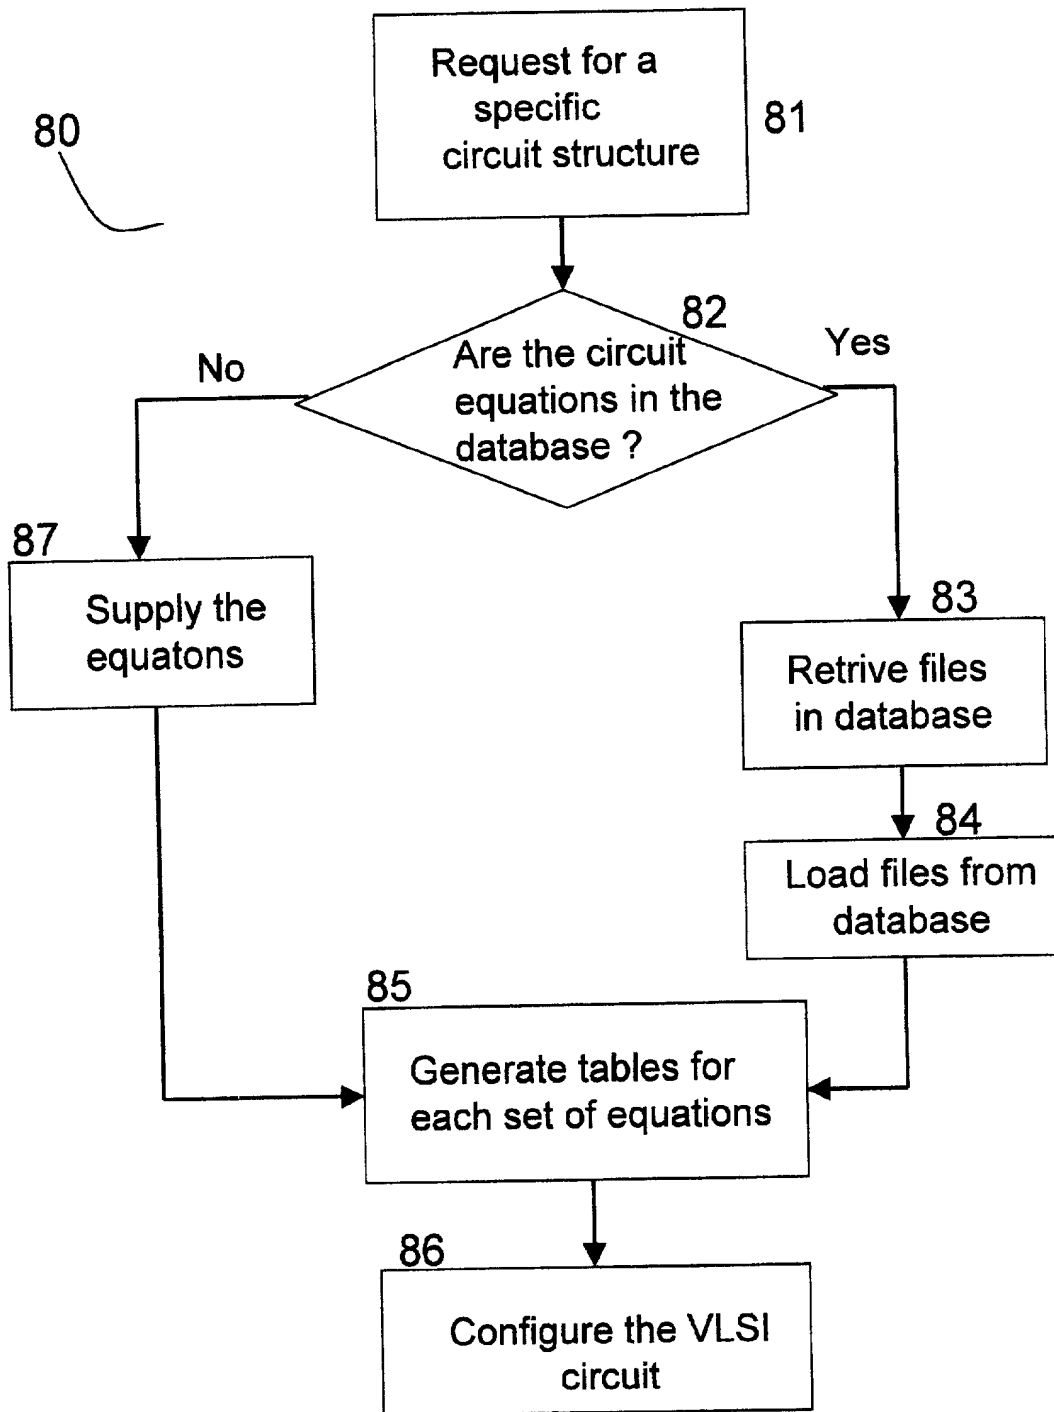 Request for a
specific
circuit structure
81
80
82
Are the circuit
equations in the
database ?
No
Yes
87
Supply the
equatons
83
Retrive files
in database
84
Load files from
database
85
Generate tables for
each set of equations
86
Configure the VLSI
circuit